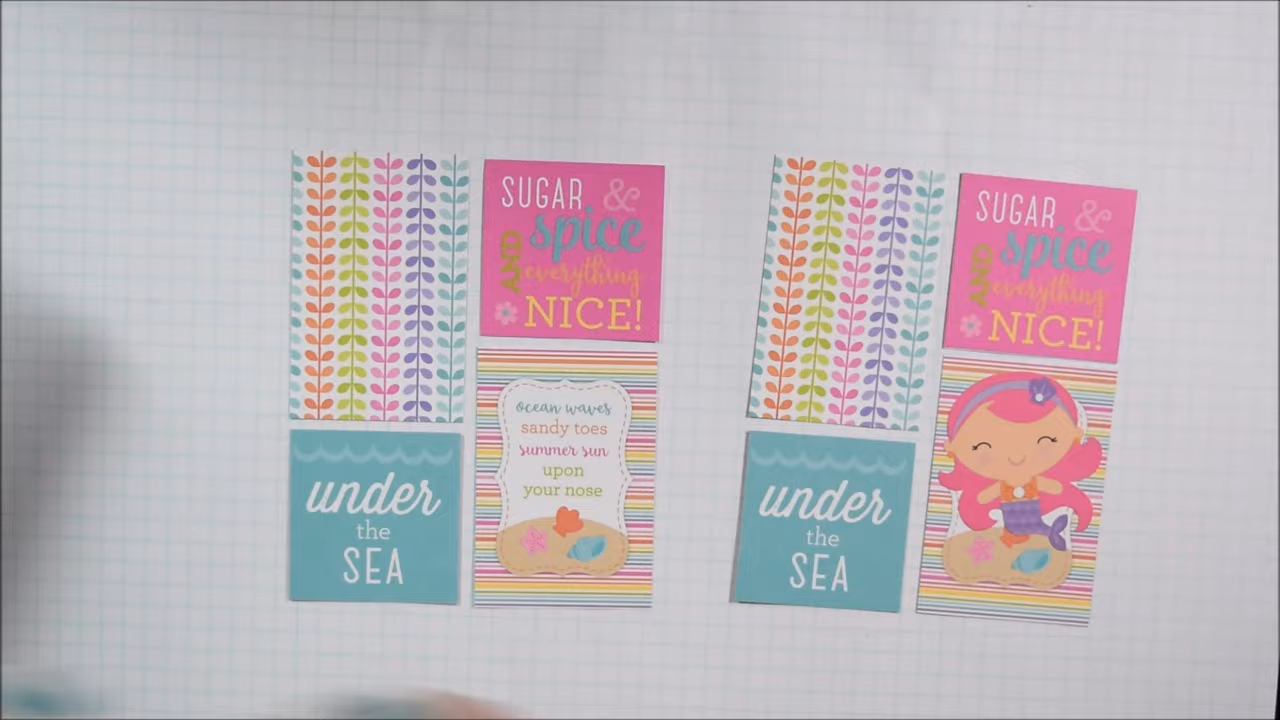 SUGAR &
spice
AND everything
NICE!
ocean waves
sandy toes
summer sun
upon
your nose
under
the
SEA
SUGAR &
spice
AND everything
NICE!
under
the
SEA